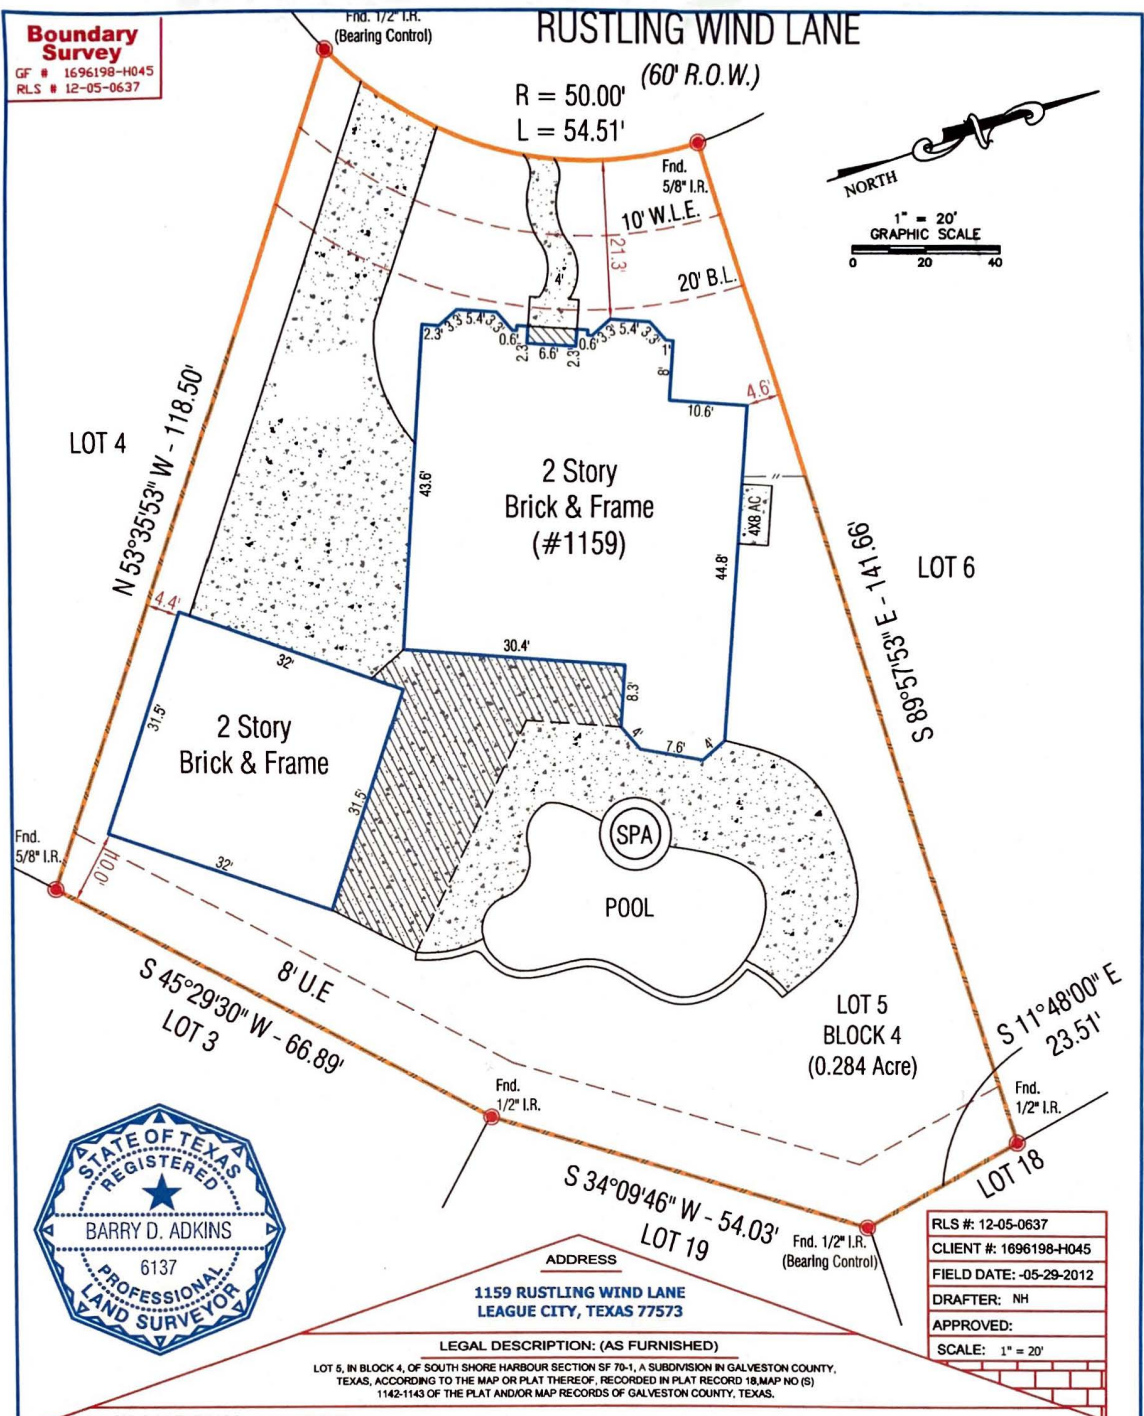 Boundary
Survey
GF # 1696198-H045
RLS # 12-05-0637
Fnd. 1/2" I.R.
(Bearing Control)
RUSTLING WIND LANE
(60' R.O.W.)
R = 50.00'
L = 54.51'
Fnd.
5/8" I.R.
NORTH
1" = 20'
GRAPHIC SCALE
0 20 40
10' W.L.E.
21.3'
20' B.L.
4'
2.3' 3.3' 5.4' 3.3' 0.6' 2.3' 6.6' 2.3' 0.6' 3.3' 5.4' 3.3' 1'
8'
10.6'
4.6'
N 53°35'53" W - 118.50'
LOT 4
43.6'
2 Story
Brick & Frame
(#1159)
4X8 AC
44.8'
S 89°57'53" E - 141.66'
LOT 6
4.4'
32'
30.4'
8.3'
4'
7.6'
4'
31.5'
2 Story
Brick & Frame
31.5'
32'
10.0'
Fnd.
5/8" I.R.
SPA
POOL
8' U.E
S 45°29'30" W - 66.89'
LOT 3
LOT 5
BLOCK 4
(0.284 Acre)
S 11°48'00" E
23.51'
Fnd.
1/2" I.R.
Fnd.
1/2" I.R.
LOT 18
S 34°09'46" W - 54.03'
LOT 19
Fnd. 1/2" I.R.
(Bearing Control)
STATE OF TEXAS
REGISTERED
BARRY D. ADKINS
6137
PROFESSIONAL
LAND SURVEYOR
ADDRESS
1159 RUSTLING WIND LANE
LEAGUE CITY, TEXAS 77573
LEGAL DESCRIPTION: (AS FURNISHED)
LOT 5, IN BLOCK 4, OF SOUTH SHORE HARBOUR SECTION SF 70-1, A SUBDIVISION IN GALVESTON COUNTY,
TEXAS, ACCORDING TO THE MAP OR PLAT THEREOF, RECORDED IN PLAT RECORD 18,MAP NO (S)
1142-1143 OF THE PLAT AND/OR MAP RECORDS OF GALVESTON COUNTY, TEXAS.
RLS #: 12-05-0637
CLIENT #: 1696198-H045
FIELD DATE: -05-29-2012
DRAFTER: NH
APPROVED:
SCALE: 1" = 20'